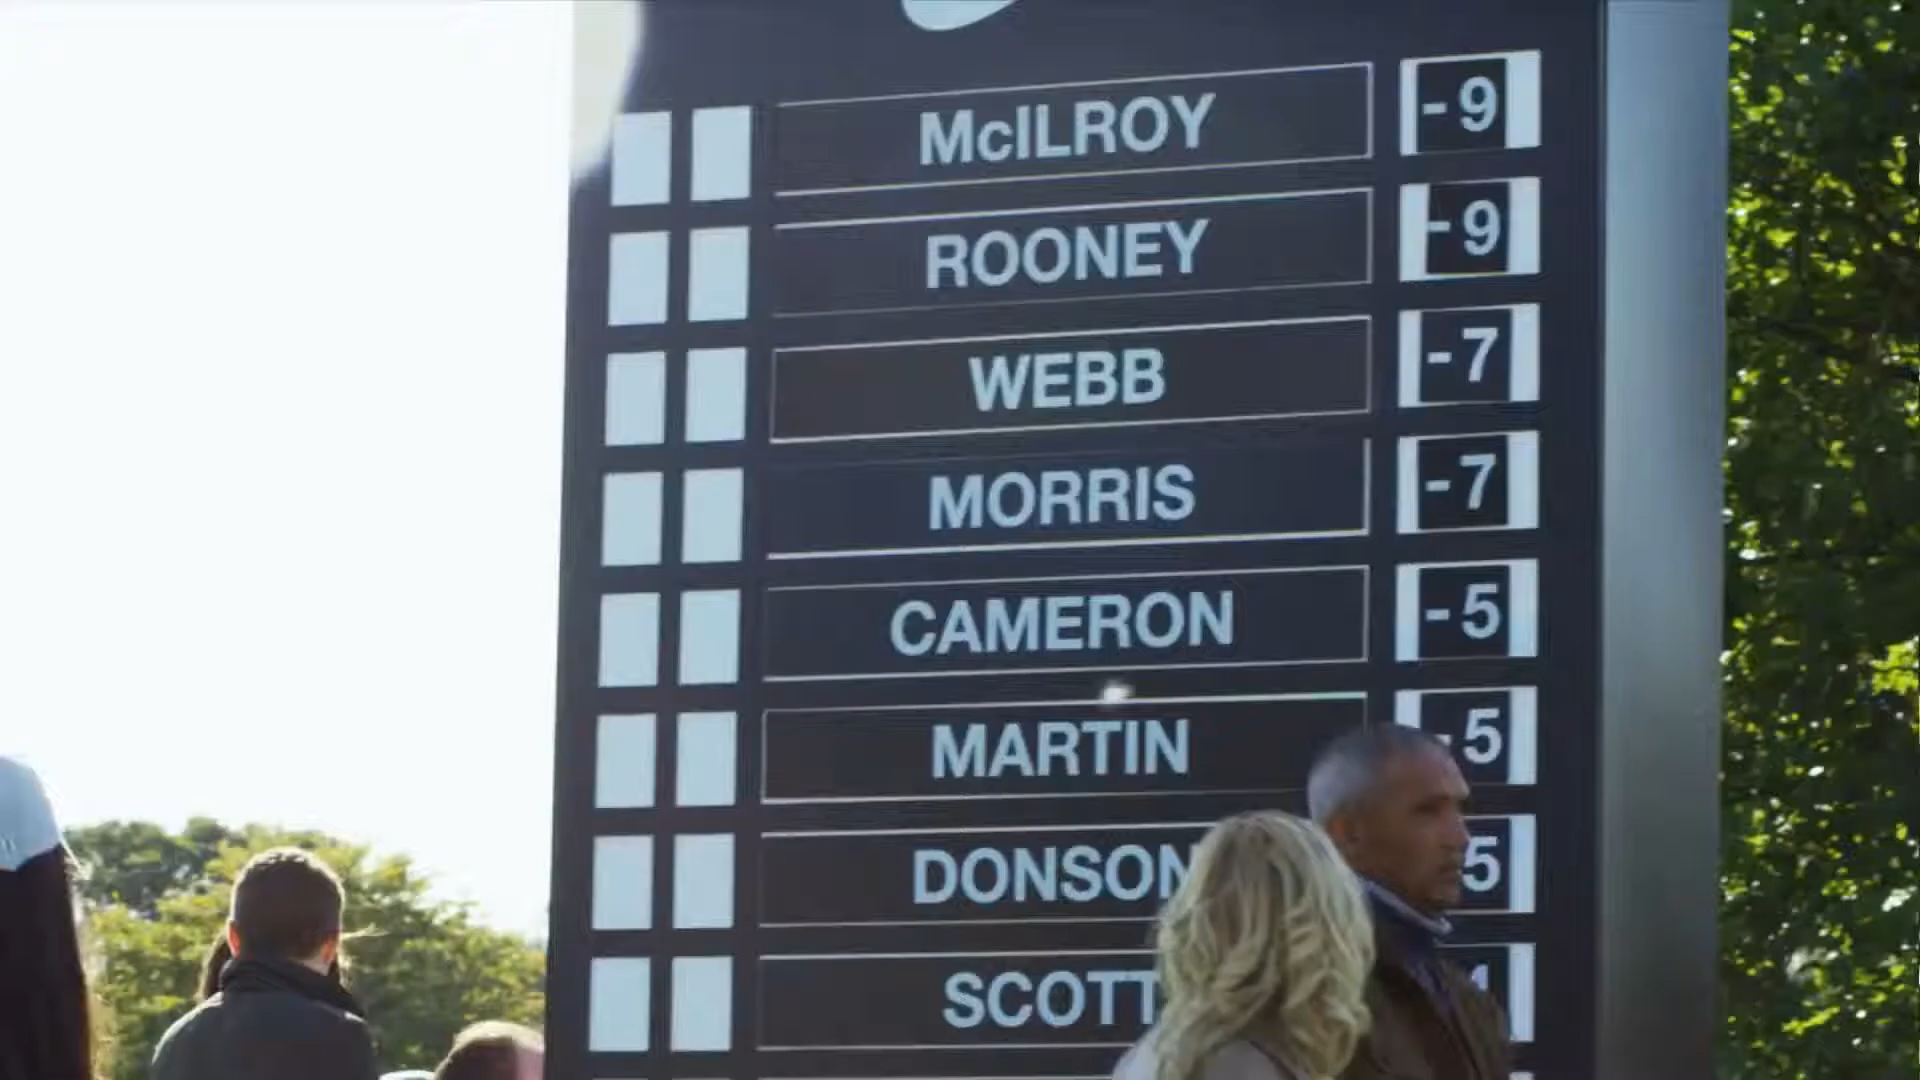 McILROY -9
ROONEY -9
WEBB -7
MORRIS -7
CAMERON -5
MARTIN -5
DONSON 5
SCOTT